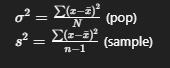 σ² = ∑(x−x̄)²/N (pop)
s² = ∑(x−x̄)²/n−1 (sample)